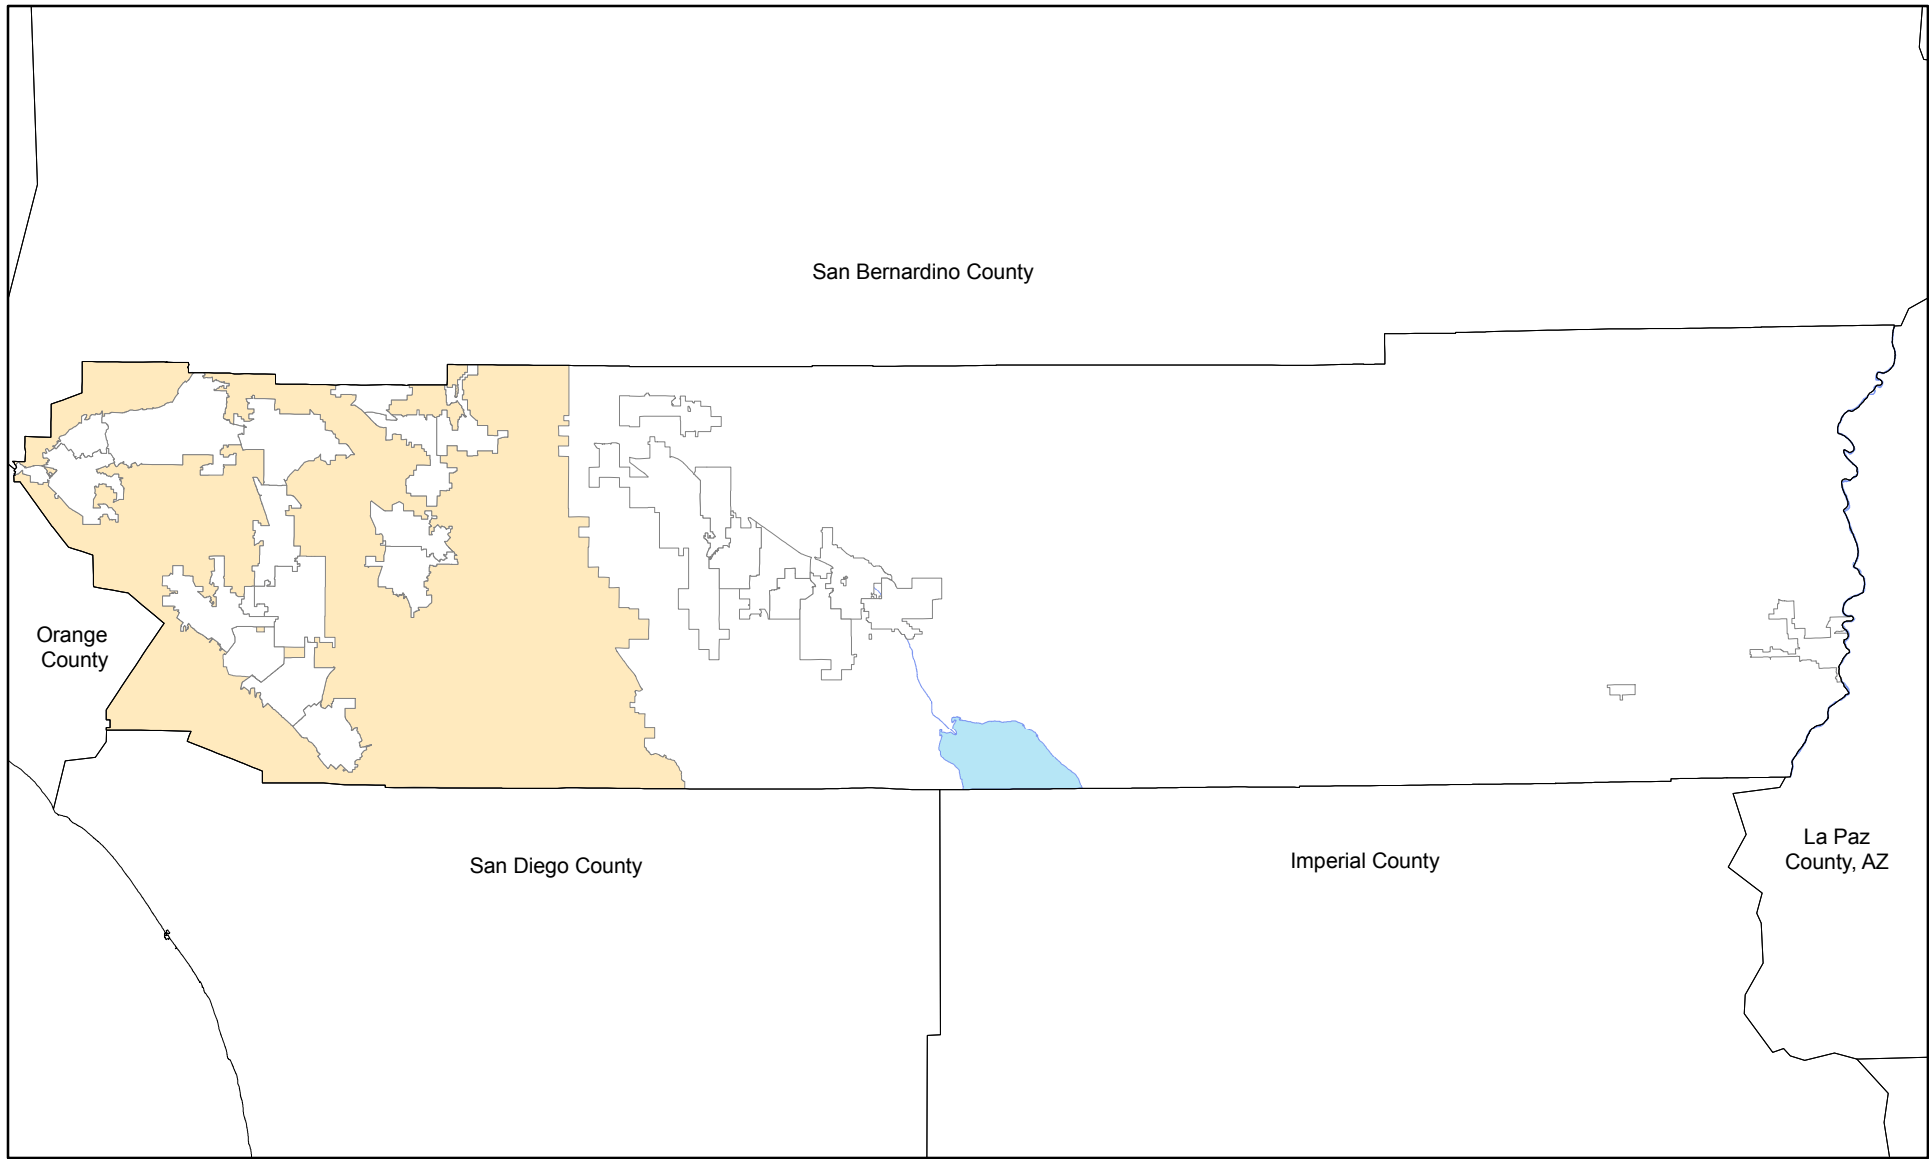 San Bernardino County
Orange
County
San Diego County
Imperial County
La Paz
County, AZ